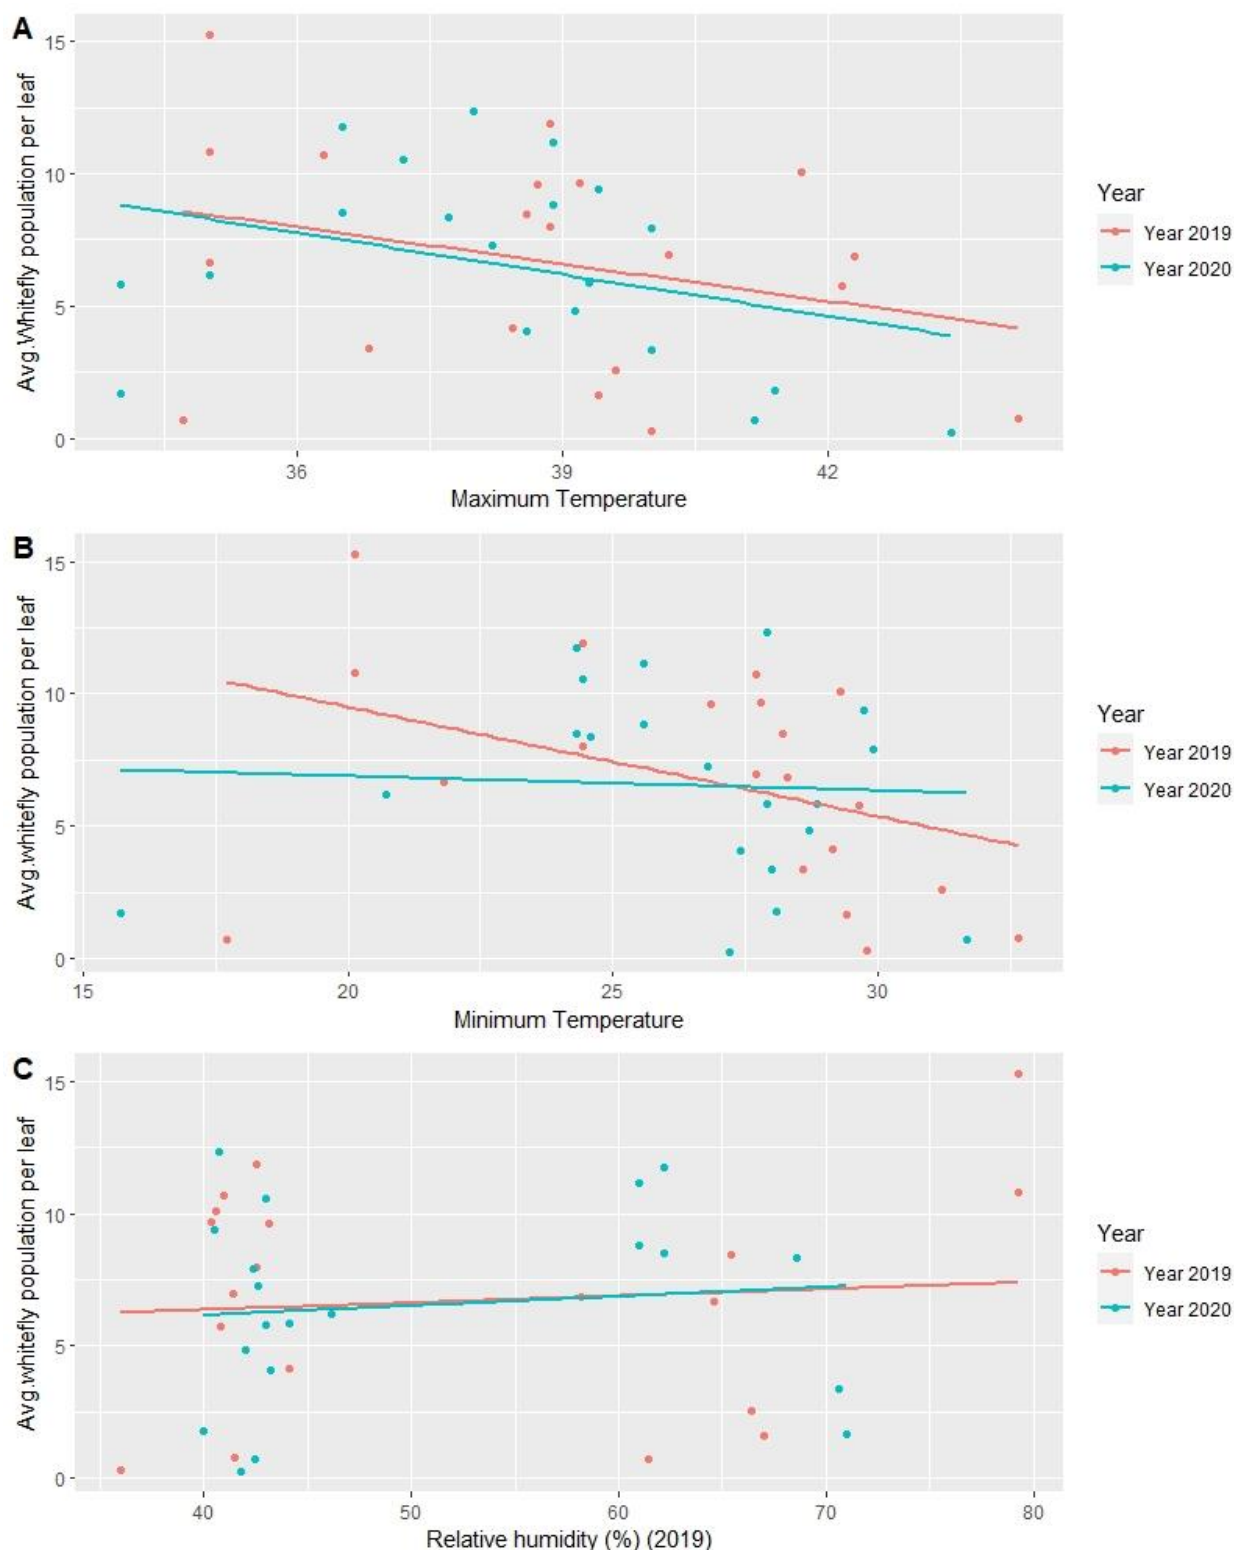 A
Avg.Whitefly population per leaf
15
10
5
0
36 39 42
Maximum Temperature
Year
Year 2019
Year 2020
B
Avg.whitefly population per leaf
15
10
5
0
15 20 25 30
Minimum Temperature
Year
Year 2019
Year 2020
C
Avg.whitefly population per leaf
15
10
5
0
40 50 60 70 80
Relative humidity (%) (2019)
Year
Year 2019
Year 2020